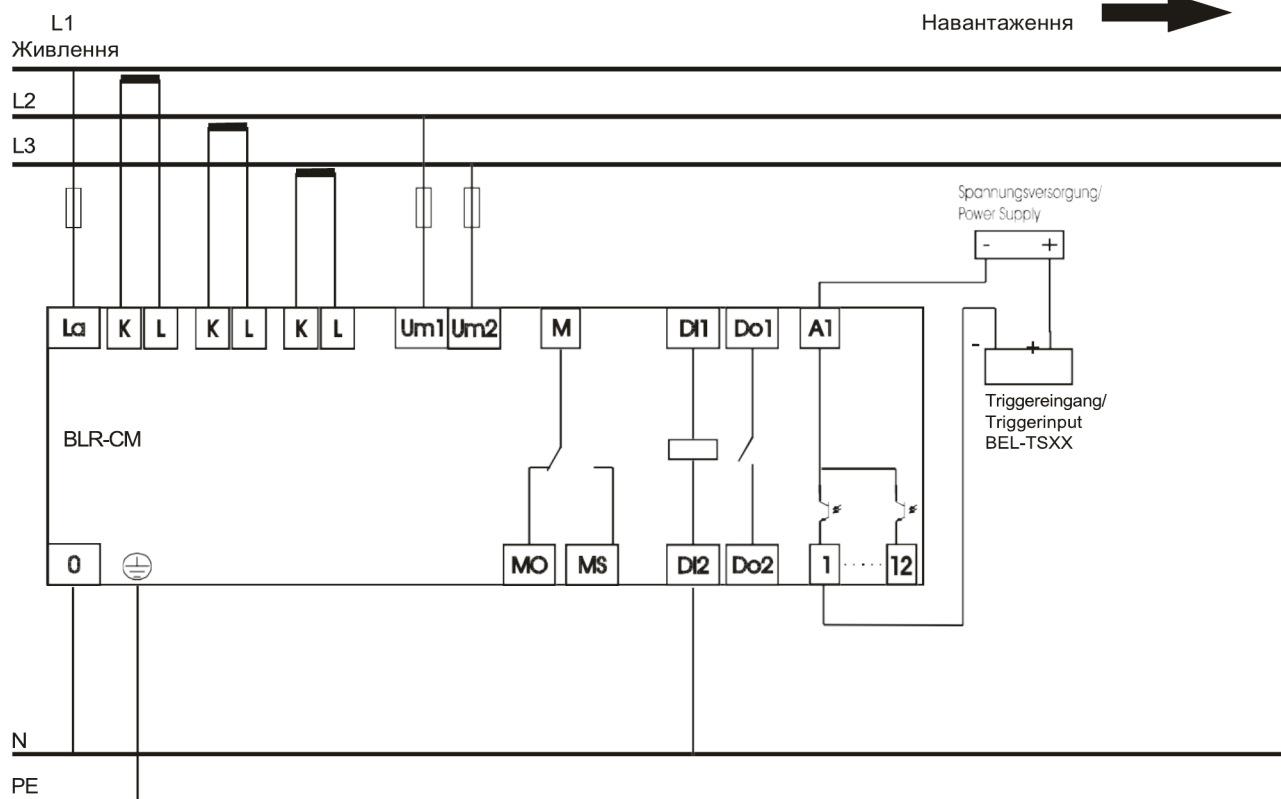 L1
Навантаження
Живлення
L2
L3
Spannungsversorgung/
Power Supply
- +
La K L K L K L Um1 Um2 M DI1 Do1 A1
- +
Triggereingang/
Triggerinput
BEL-TSXX
BLR-CM
0 MO MS DI2 Do2 1 ..... 12
N
PE